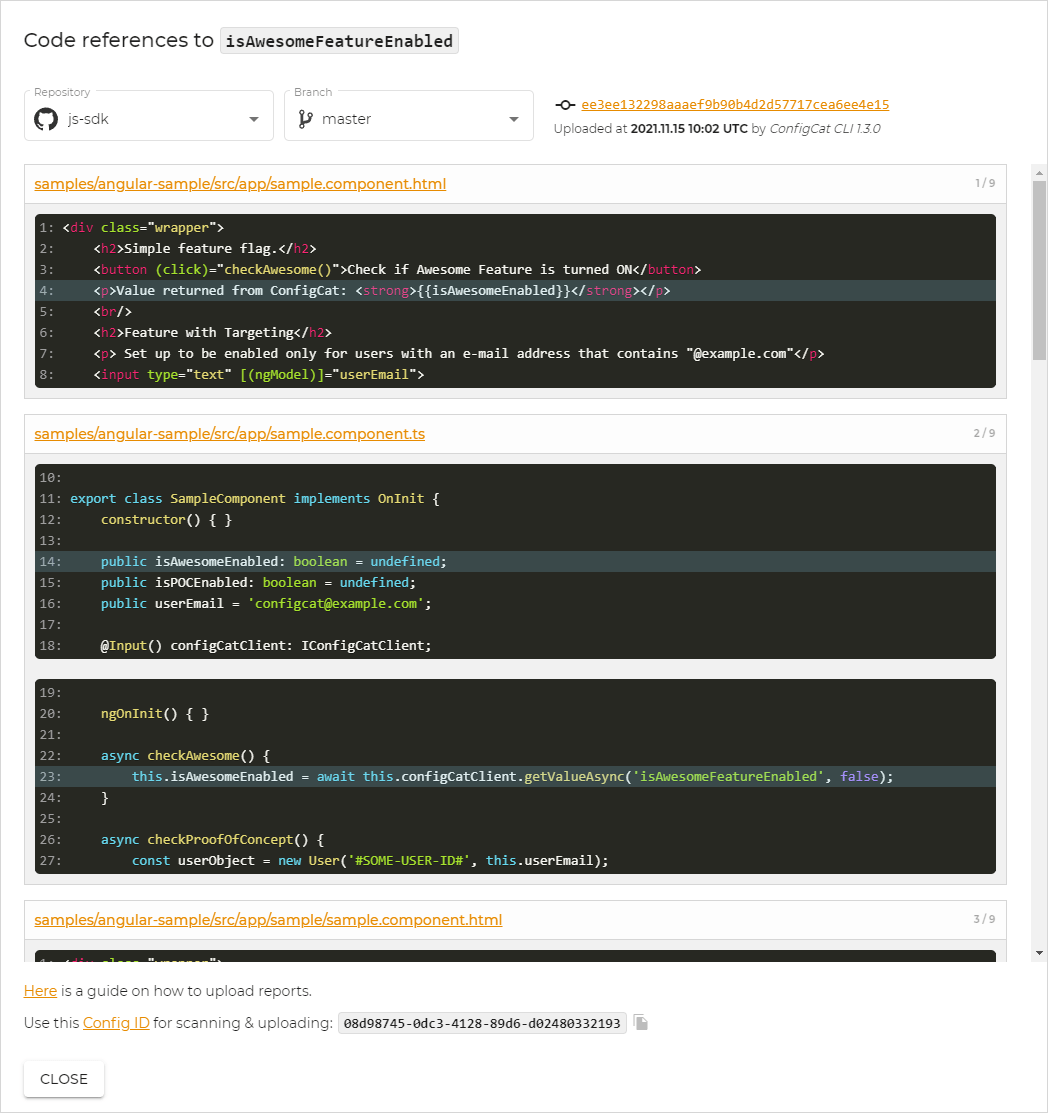 Code references to isAwesomeFeatureEnabled
Repository
js-sdk
Branch
master
ee3ee132298aaaef9b90b4d2d57717cea6ee4e15
Uploaded at 2021.11.15 10:02 UTC by ConfigCat CLI 1.3.0
samples/angular-sample/src/app/sample.component.html
1 / 9
1: <div class="wrapper">
2:     <h2>Simple feature flag.</h2>
3:     <button (click)="checkAwesome()">Check if Awesome Feature is turned ON</button>
4:     <p>Value returned from ConfigCat: <strong>{{isAwesomeEnabled}}</strong></p>
5:     <br/>
6:     <h2>Feature with Targeting</h2>
7:     <p> Set up to be enabled only for users with an e-mail address that contains "@example.com"</p>
8:     <input type="text" [(ngModel)]="userEmail">
samples/angular-sample/src/app/sample.component.ts
2 / 9
10:
11: export class SampleComponent implements OnInit {
12:     constructor() { }
13:
14:     public isAwesomeEnabled: boolean = undefined;
15:     public isPOCEnabled: boolean = undefined;
16:     public userEmail = 'configcat@example.com';
17:
18:     @Input() configCatClient: IConfigCatClient;
19:
20:     ngOnInit() { }
21:
22:     async checkAwesome() {
23:         this.isAwesomeEnabled = await this.configCatClient.getValueAsync('isAwesomeFeatureEnabled', false);
24:     }
25:
26:     async checkProofOfConcept() {
27:         const userObject = new User('#SOME-USER-ID#', this.userEmail);
samples/angular-sample/src/app/sample/sample.component.html
3 / 9
1: <div class="wrapper">
Here is a guide on how to upload reports.
Use this Config ID for scanning & uploading: 08d98745-0dc3-4128-89d6-d02480332193
CLOSE